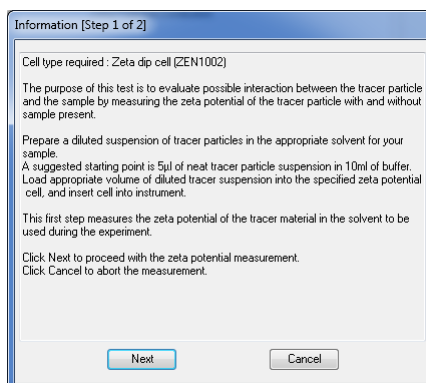 Information [Step 1 of 2]
Cell type required : Zeta dip cell (ZEN1002)
The purpose of this test is to evaluate possible interaction between the tracer particle
and the sample by measuring the zeta potential of the tracer particle with and without
sample present.
Prepare a diluted suspension of tracer particles in the appropriate solvent for your
sample.
A suggested starting point is 5µl of neat tracer particle suspension in 10ml of buffer.
Load appropriate volume of diluted tracer suspension into the specified zeta potential
cell, and insert cell into instrument.
This first step measures the zeta potential of the tracer material in the solvent to be
used during the experiment.
Click Next to proceed with the zeta potential measurement.
Click Cancel to abort the measurement.
Next
Cancel